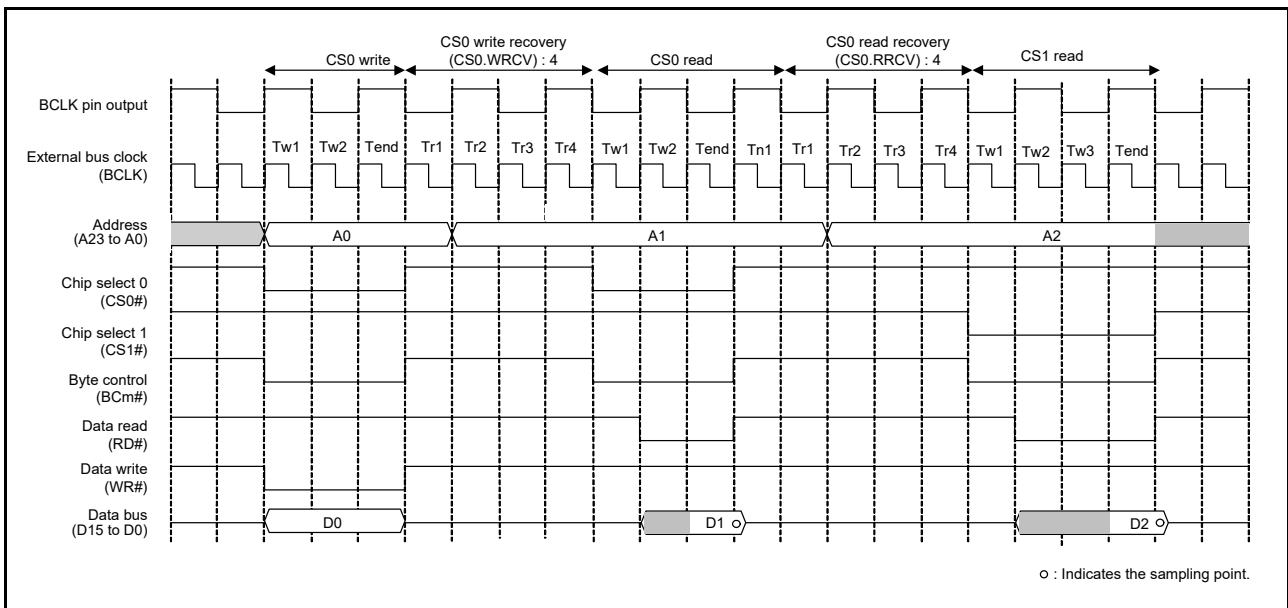 CS0 write
CS0 write recovery
(CS0.WRCV) : 4
CS0 read
CS0 read recovery
(CS0.RRCV) : 4
CS1 read
BCLK pin output
External bus clock
(BCLK)
Tw1 Tw2 Tend Tr1 Tr2 Tr3 Tr4 Tw1 Tw2 Tend Tn1 Tr1 Tr2 Tr3 Tr4 Tw1 Tw2 Tw3 Tend
Address
(A23 to A0)
A0 A1 A2
Chip select 0
(CS0#)
Chip select 1
(CS1#)
Byte control
(BCm#)
Data read
(RD#)
Data write
(WR#)
Data bus
(D15 to D0)
D0 D1 D2
: Indicates the sampling point.